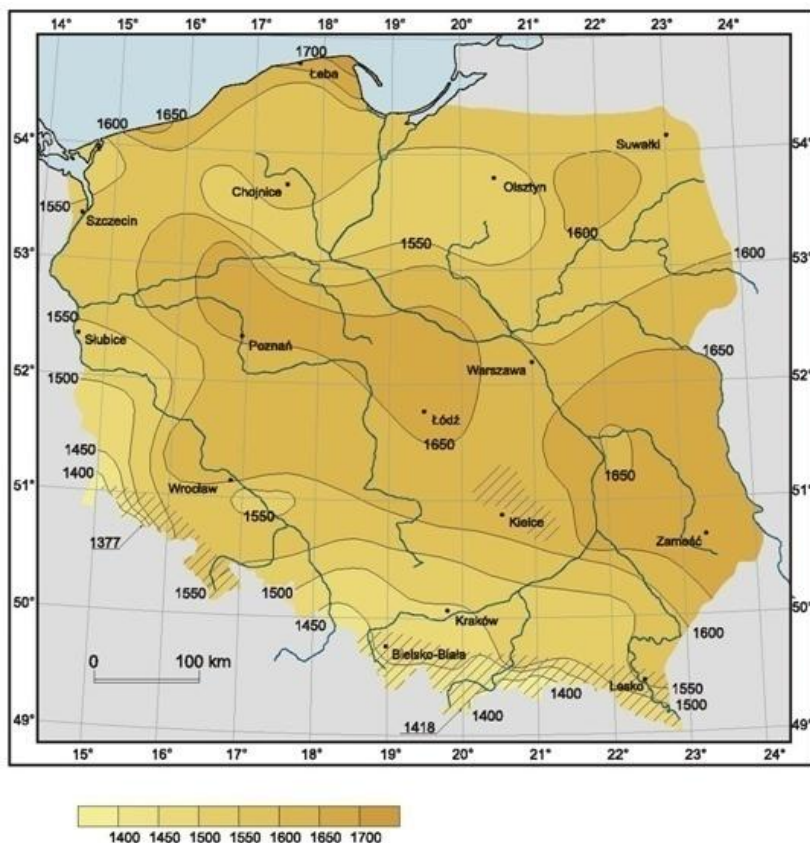 14° 15° 16° 17° 18° 19° 20° 21° 22° 23° 24°
1700
Łeba
1650
1600
54° 54°
Suwałki
Chojnice Olsztyn
1550
Szczecin
1600
1550
53° 1600 53°
1550
Słubice Poznań 1650
Warszawa
52° 1500 52°
Łódź
1650
1450
1650
1400
51° Wrocław 51°
1550
Kielce
Zamość
1377
1550 1500
50° 50°
1450 Kraków 1600
Bielsko-Biała
0 100 km
Lesko 1550
1400 1500
1400
49° 1418 49°
15° 16° 17° 18° 19° 20° 21° 22° 23° 24°
1400 1450 1500 1550 1600 1650 1700